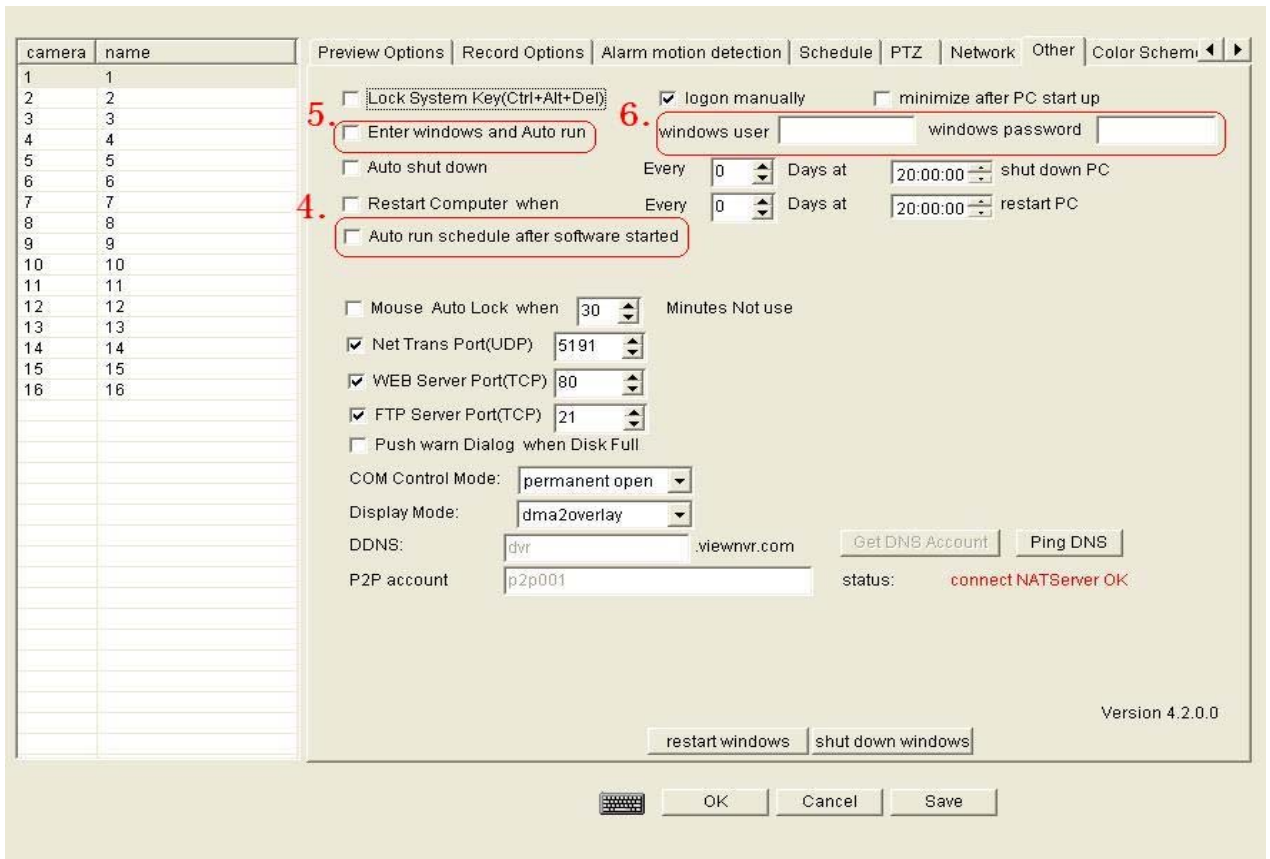 camera name
Preview Options Record Options Alarm motion detection Schedule PTZ Network Other Color Schem
1 1
2 2
3 3
4 4
5 5
6 6
7 7
8 8
9 9
10 10
11 11
12 12
13 13
14 14
15 15
16 16
Lock System Key(Ctrl+Alt+Del) logon manually minimize after PC start up
5. Enter windows and Auto run 6. windows user windows password
Auto shut down Every 0 Days at 20:00:00 shut down PC
4. Restart Computer when Every 0 Days at 20:00:00 restart PC
Auto run schedule after software started
Mouse Auto Lock when 30 Minutes Not use
Net Trans Port(UDP) 5191
WEB Server Port(TCP) 80
FTP Server Port(TCP) 21
Push warn Dialog when Disk Full
COM Control Mode: permanent open
Display Mode: dma2overlay
DDNS: dvr .viewnvr.com Get DNS Account Ping DNS
P2P account p2p001 status: connect NATServer OK
Version 4.2.0.0
restart windows shut down windows
OK Cancel Save